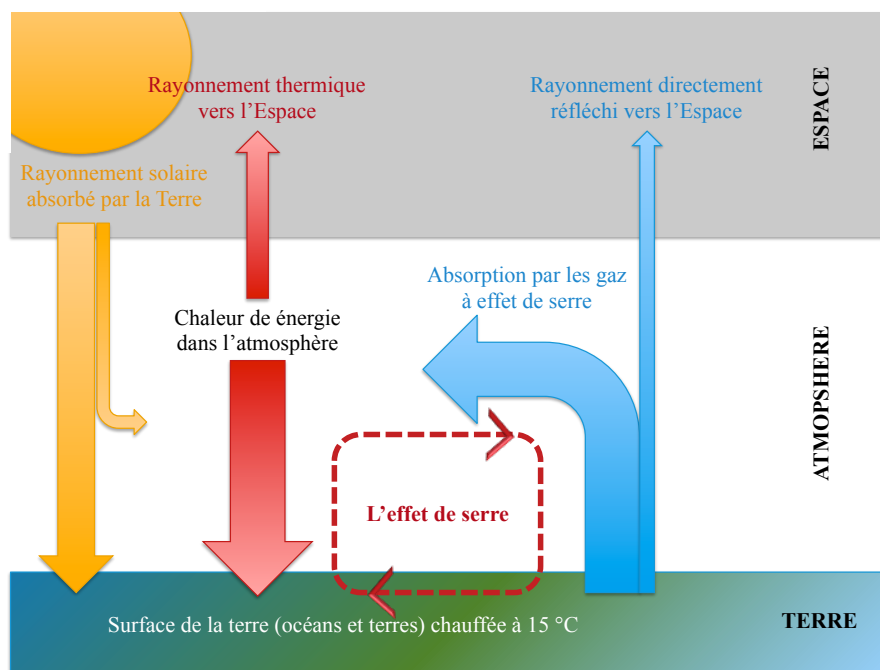 Rayonnement thermique
vers l'Espace
Rayonnement directement
réfléchi vers l'Espace
ESPACE
Rayonnement solaire
absorbé par la Terre
Absorption par les gaz
à effet de serre
Chaleur de énergie
dans l'atmosphère
ATMOPSHERE
L'effet de serre
Surface de la terre (océans et terres) chauffée à 15 °C
TERRE